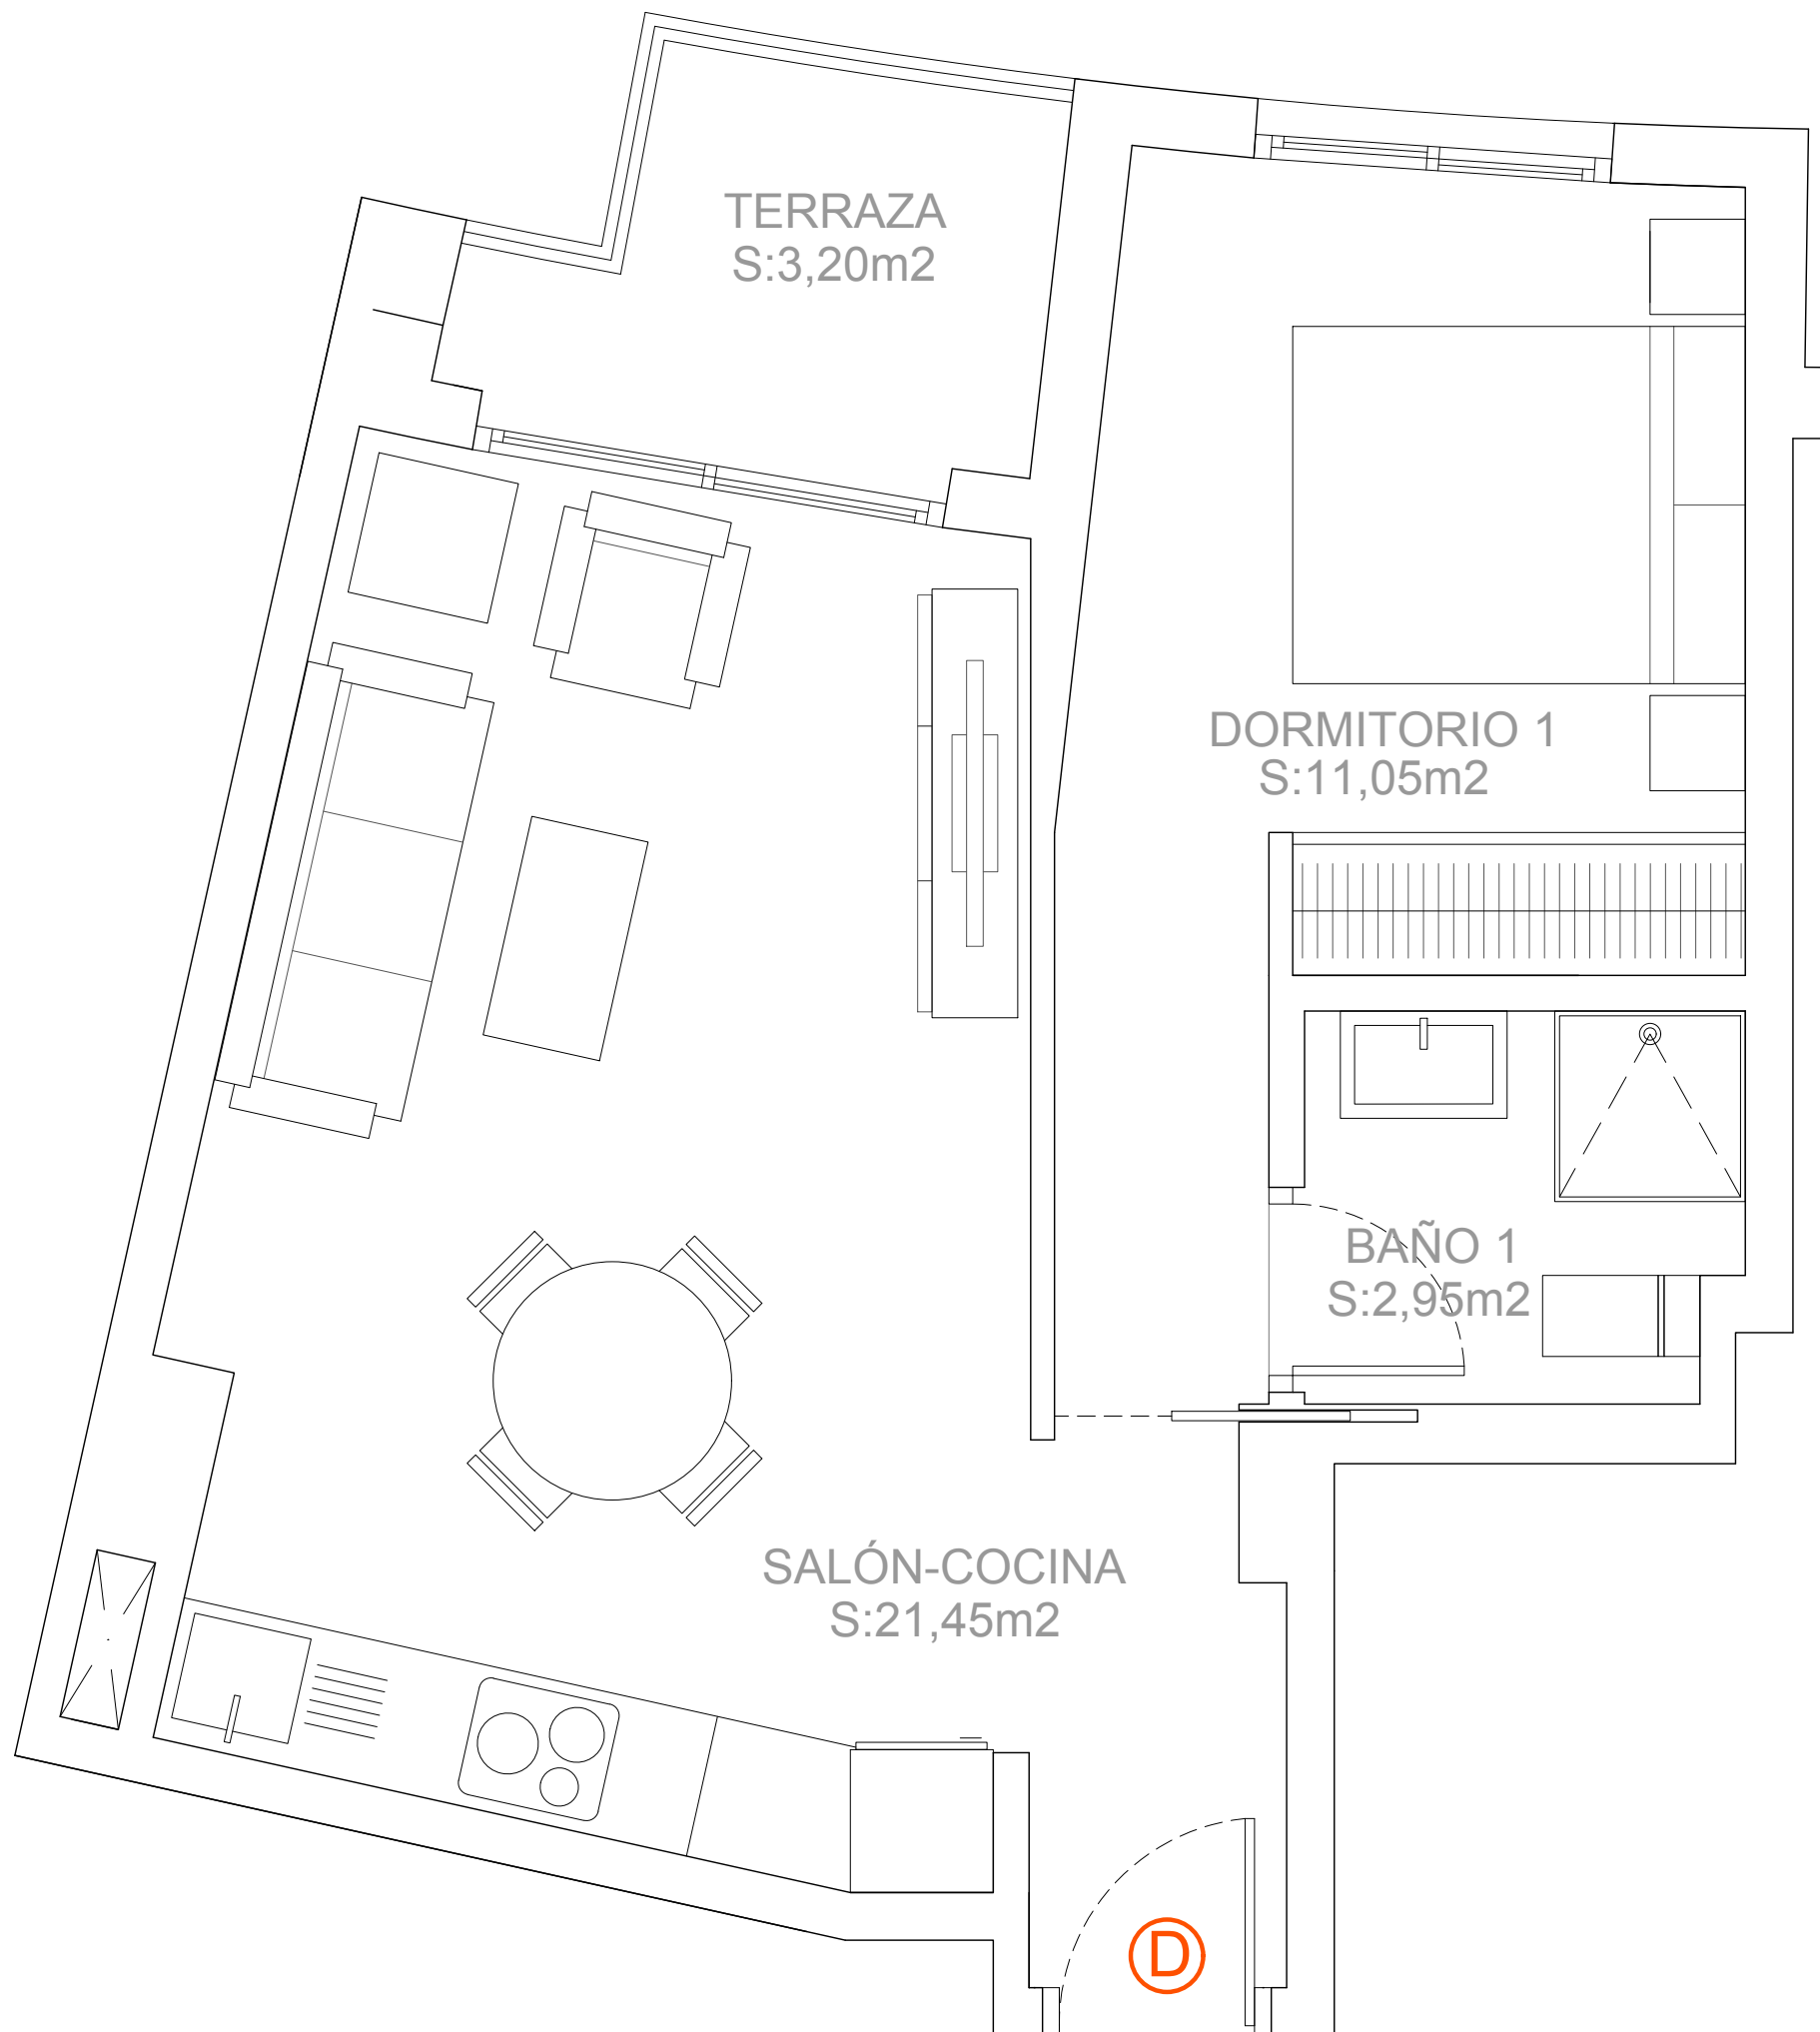 TERRAZA
S:3,20m2
DORMITORIO 1
S:11,05m2
BAÑO 1
S:2,95m2
SALÓN-COCINA
S:21,45m2
D